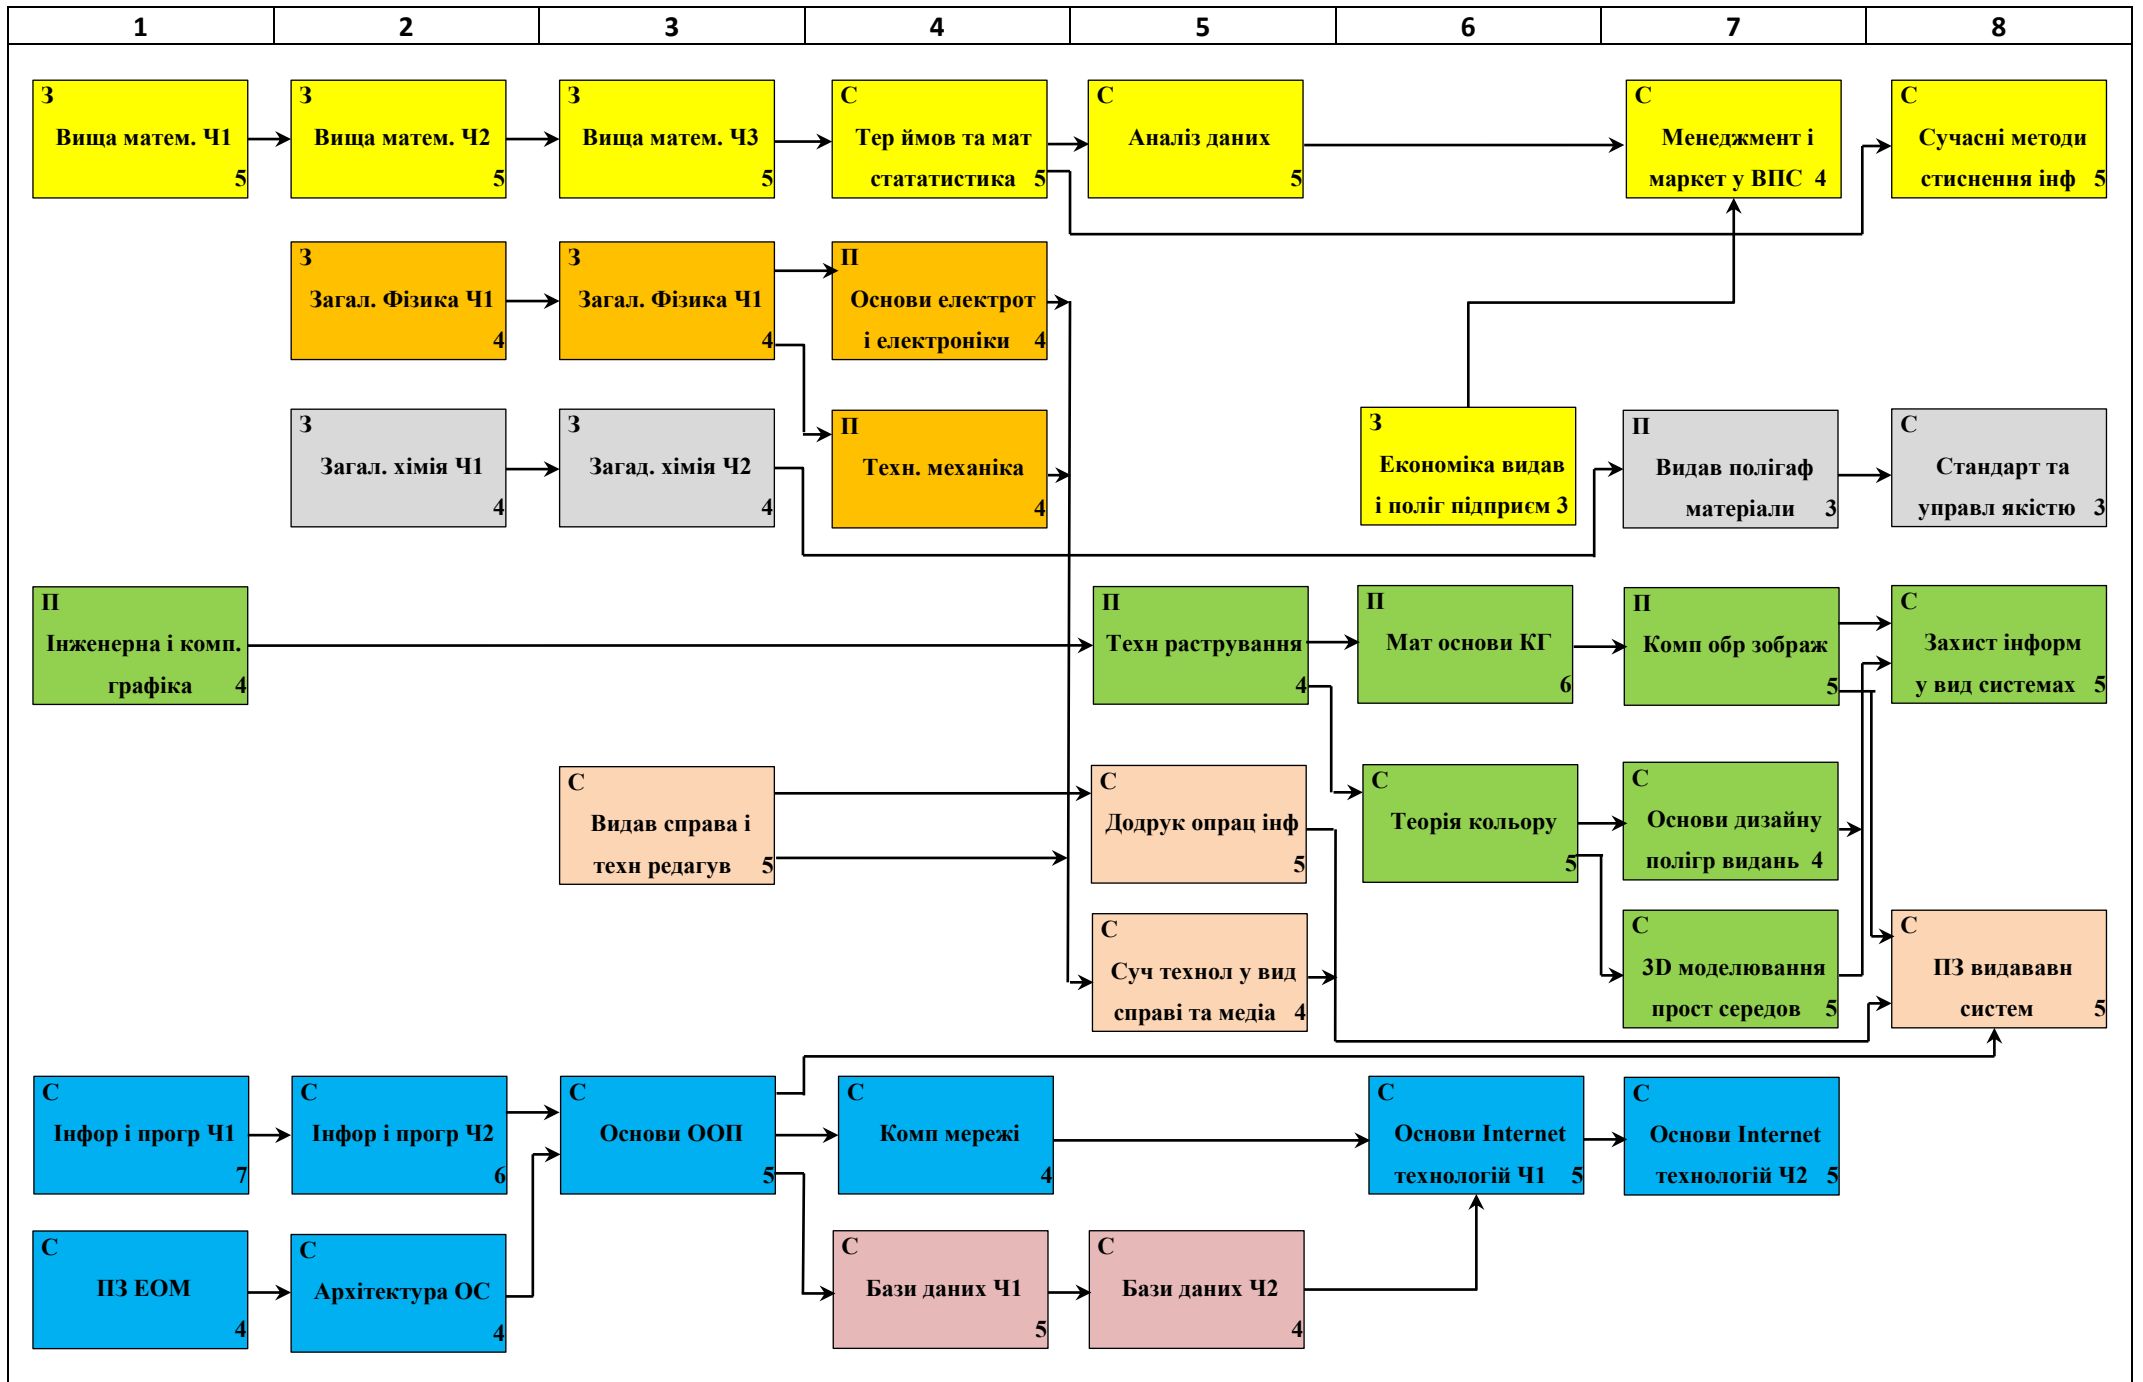 1 2 3 4 5 6 7 8
З
Вища матем. Ч1
5
З
Вища матем. Ч2
5
З
Вища матем. Ч3
5
С
Тер ймов та мат
стататистика 5
С
Аналіз даних
5
С
Менеджмент і
маркет у ВПС 4
С
Сучасні методи
стиснення інф 5
З
Загал. Фізика Ч1
4
З
Загал. Фізика Ч1
4
П
Основи електрот
і електроніки 4
З
Загал. хімія Ч1
4
З
Загад. хімія Ч2
4
П
Техн. механіка
4
З
Економіка видав
і поліг підприєм 3
П
Видав полігаф
матеріали 3
С
Стандарт та
управл якістю 3
П
Інженерна і комп.
графіка 4
П
Техн растрування
4
П
Мат основи КГ
6
П
Комп обр зображ
5
С
Захист інформ
у вид системах 5
С
Видав справа і
техн редагув 5
С
Додрук опрац інф
5
С
Теорія кольору
5
С
Основи дизайну
полігр видань 4
С
Суч технол у вид
справі та медіа 4
С
3D моделювання
прост середов 5
С
ПЗ видававн
систем 5
С
Інфор і прогр Ч1
7
С
Інфор і прогр Ч2
6
С
Основи ООП
5
С
Комп мережі
4
С
Основи Internet
технологій Ч1 5
С
Основи Internet
технологій Ч2 5
С
ПЗ ЕОМ
4
С
Архітектура ОС
4
С
Бази даних Ч1
5
С
Бази даних Ч2
4